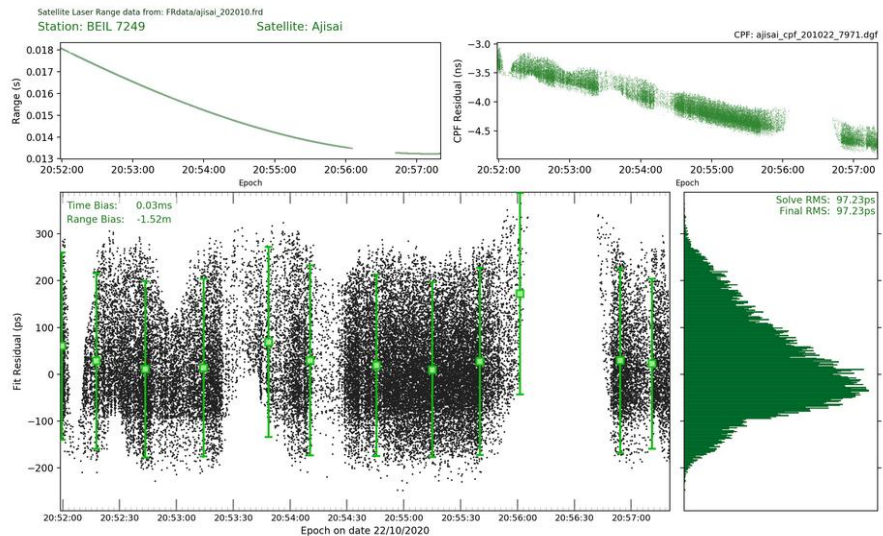 Satellite Laser Range data from: FRdata/ajisai_202010.frd
Station: BEIL 7249 Satellite: Ajisai
CPF: ajisai_cpf_201022_7971.dgf
Range (s)
0.018
0.017
0.016
0.015
0.014
0.013
20:52:00 20:53:00 20:54:00 20:55:00 20:56:00 20:57:00
Epoch
CPF Residual (ns)
−3.0
−3.5
−4.0
−4.5
20:52:00 20:53:00 20:54:00 20:55:00 20:56:00 20:57:00
Epoch
Time Bias: 0.03ms
Range Bias: -1.52m
Fit Residual (ps)
300
200
100
0
−100
−200
20:52:00 20:52:30 20:53:00 20:53:30 20:54:00 20:54:30 20:55:00 20:55:30 20:56:00 20:56:30 20:57:00
Epoch on date 22/10/2020
Solve RMS: 97.23ps
Final RMS: 97.23ps